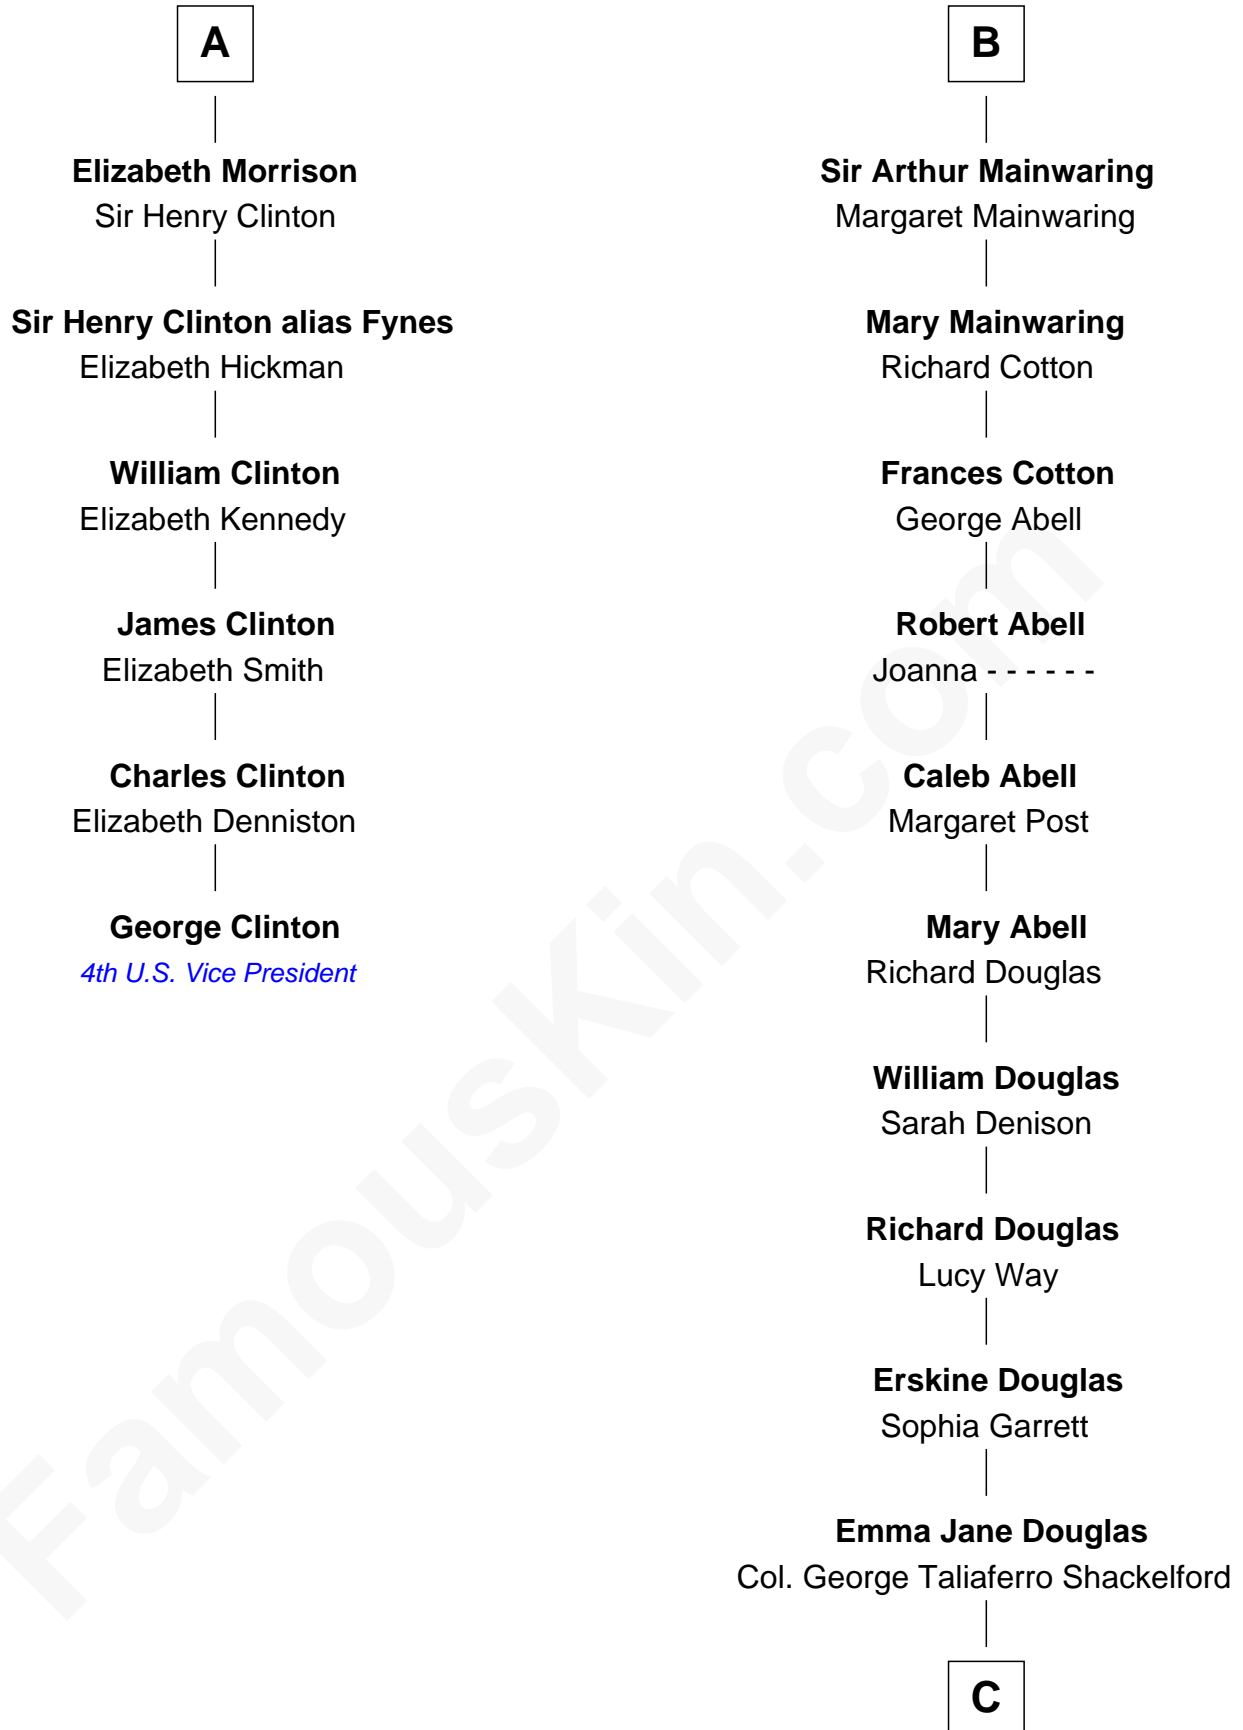 A
Elizabeth Morrison
Sir Henry Clinton
Sir Henry Clinton alias Fynes
Elizabeth Hickman
William Clinton
Elizabeth Kennedy
James Clinton
Elizabeth Smith
Charles Clinton
Elizabeth Denniston
George Clinton
4th U.S. Vice President
B
Sir Arthur Mainwaring
Margaret Mainwaring
Mary Mainwaring
Richard Cotton
Frances Cotton
George Abell
Robert Abell
Joanna - - - - - -
Caleb Abell
Margaret Post
Mary Abell
Richard Douglas
William Douglas
Sarah Denison
Richard Douglas
Lucy Way
Erskine Douglas
Sophia Garrett
Emma Jane Douglas
Col. George Taliaferro Shackelford
C
FamousKin.com